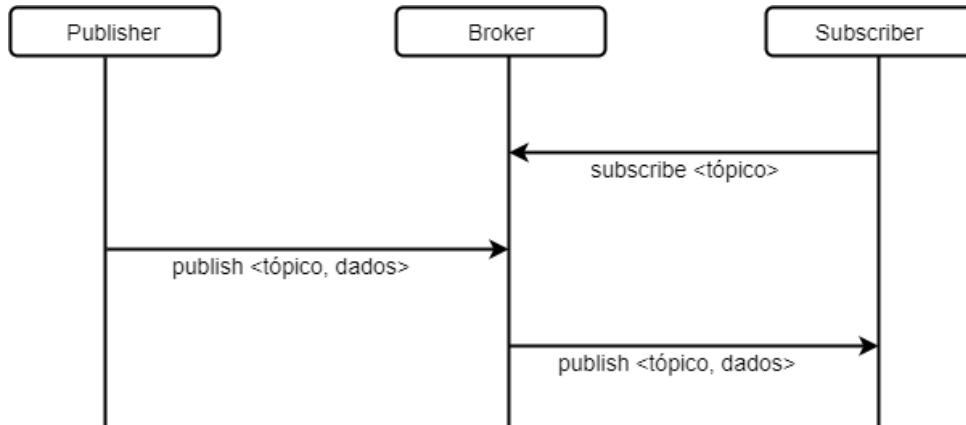 Publisher
Broker
Subscriber
subscribe <tópico>
publish <tópico, dados>
publish <tópico, dados>